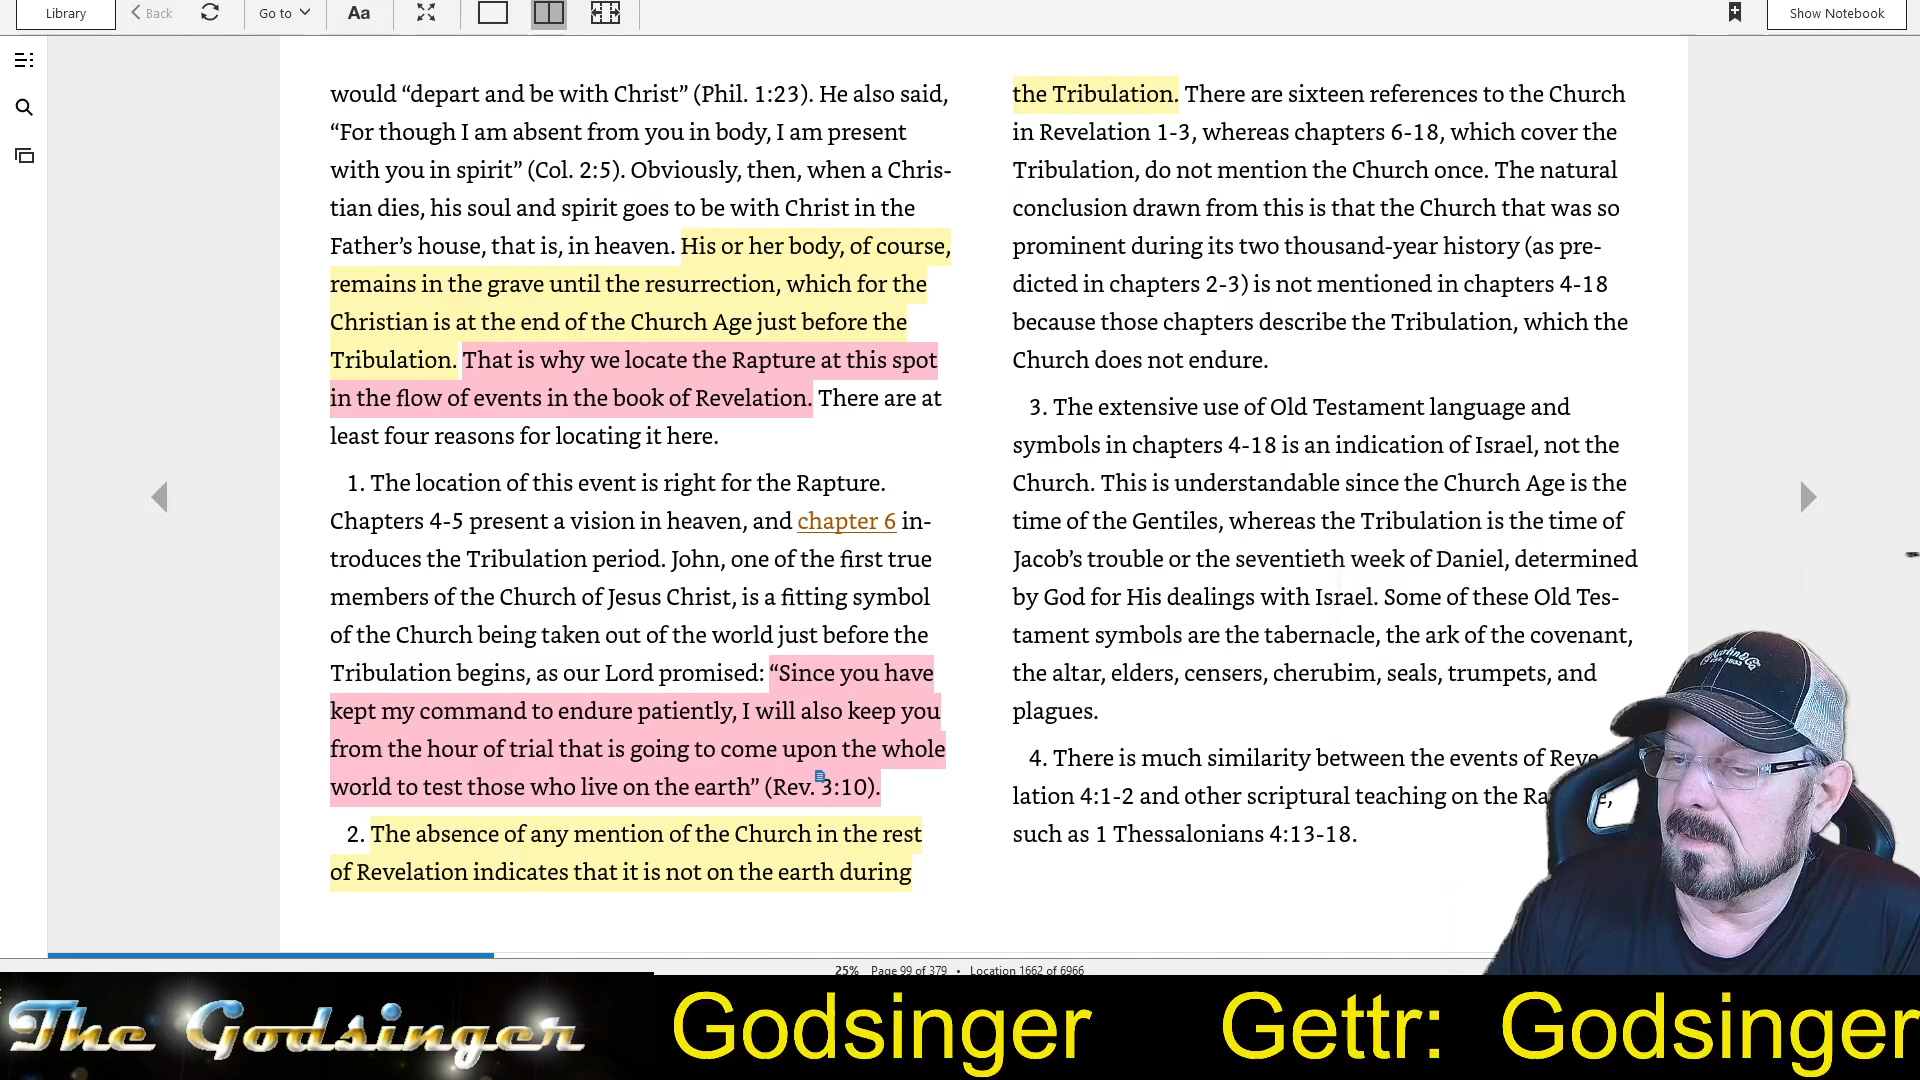 Library
Back
Go to
Aa
Show Notebook
would “depart and be with Christ” (Phil. 1:23). He also said,
“For though I am absent from you in body, I am present
with you in spirit” (Col. 2:5). Obviously, then, when a Chris-
tian dies, his soul and spirit goes to be with Christ in the
Father’s house, that is, in heaven. His or her body, of course,
remains in the grave until the resurrection, which for the
Christian is at the end of the Church Age just before the
Tribulation. That is why we locate the Rapture at this spot
in the flow of events in the book of Revelation. There are at
least four reasons for locating it here.
1. The location of this event is right for the Rapture.
Chapters 4-5 present a vision in heaven, and chapter 6 in-
troduces the Tribulation period. John, one of the first true
members of the Church of Jesus Christ, is a fitting symbol
of the Church being taken out of the world just before the
Tribulation begins, as our Lord promised: “Since you have
kept my command to endure patiently, I will also keep you
from the hour of trial that is going to come upon the whole
world to test those who live on the earth” (Rev. 3:10).
2. The absence of any mention of the Church in the rest
of Revelation indicates that it is not on the earth during
the Tribulation. There are sixteen references to the Church
in Revelation 1-3, whereas chapters 6-18, which cover the
Tribulation, do not mention the Church once. The natural
conclusion drawn from this is that the Church that was so
prominent during its two thousand-year history (as pre-
dicted in chapters 2-3) is not mentioned in chapters 4-18
because those chapters describe the Tribulation, which the
Church does not endure.
3. The extensive use of Old Testament language and
symbols in chapters 4-18 is an indication of Israel, not the
Church. This is understandable since the Church Age is the
time of the Gentiles, whereas the Tribulation is the time of
Jacob’s trouble or the seventieth week of Daniel, determined
by God for His dealings with Israel. Some of these Old Tes-
tament symbols are the tabernacle, the ark of the covenant,
the altar, elders, censers, cherubim, seals, trumpets, and
plagues.
4. There is much similarity between the events of Reve
lation 4:1-2 and other scriptural teaching on the Ra e,
such as 1 Thessalonians 4:13-18.
25% Page 99 of 379 • Location 1662 of 6966
The Godsinger
Godsinger Gettr: Godsinger